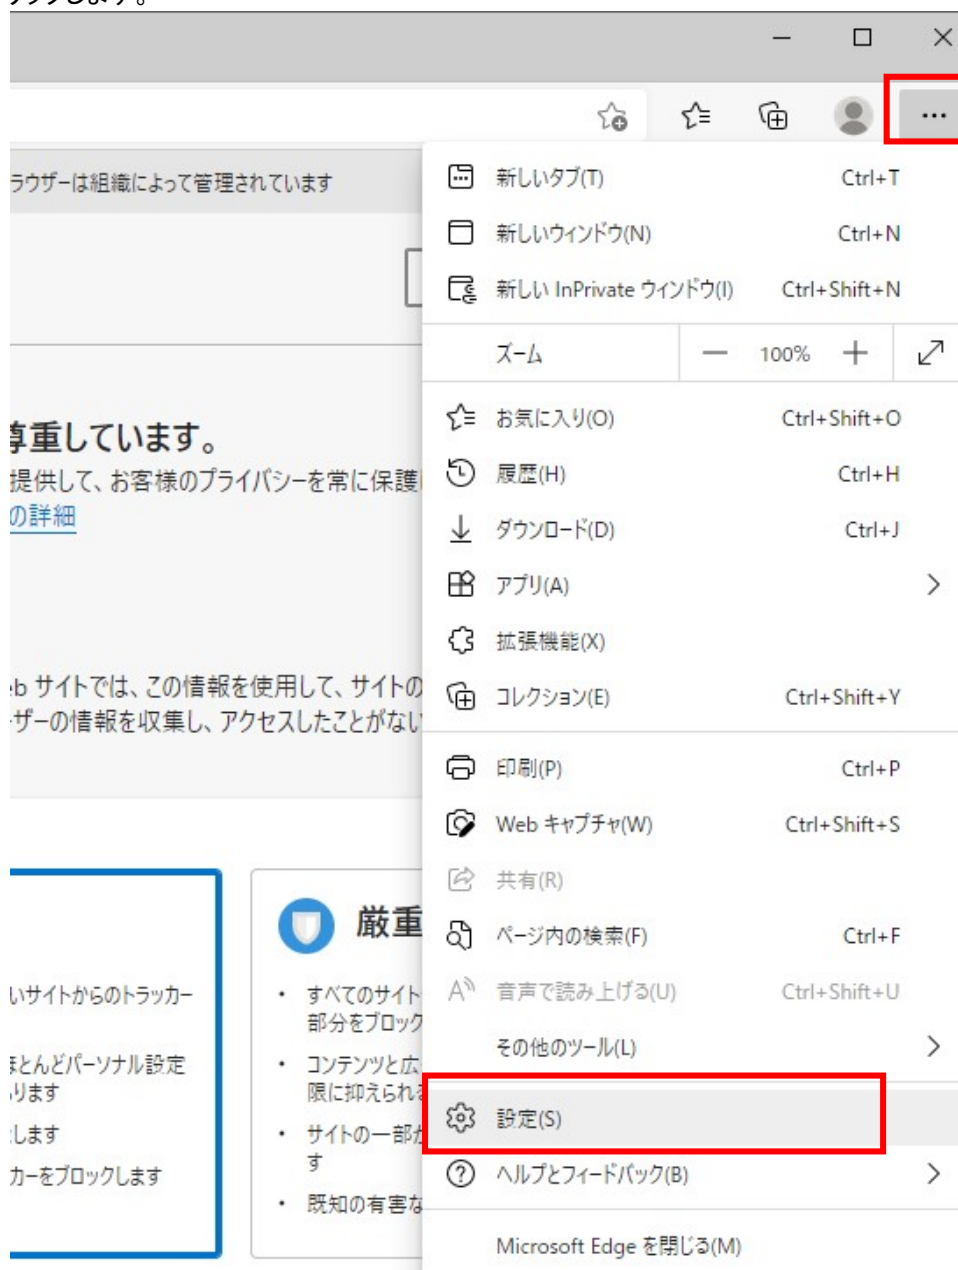 ックします。
ラウザーは組織によって管理されています
新しいタブ(T) Ctrl+T
新しいウィンドウ(N) Ctrl+N
新しい InPrivate ウィンドウ(I) Ctrl+Shift+N
ズーム 100%
お気に入り(O) Ctrl+Shift+O
履歴(H) Ctrl+H
ダウンロード(D) Ctrl+J
アプリ(A)
拡張機能(X)
コレクション(E) Ctrl+Shift+Y
印刷(P) Ctrl+P
Web キャプチャ(W) Ctrl+Shift+S
共有(R)
ページ内の検索(F) Ctrl+F
音声で読み上げる(U) Ctrl+Shift+U
その他のツール(L)
設定(S)
ヘルプとフィードバック(B)
Microsoft Edge を閉じる(M)
尊重しています。
提供して、お客様のプライバシーを常に保護
の詳細
eb サイトでは、この情報を使用して、サイトの
ーザーの情報を収集し、アクセスしたことがない
いサイトからのトラッカー
ほとんどパーソナル設定
ります
します
カーをブロックします
厳重
• すべてのサイト
部分をブロック
• コンテンツと広
限に抑えられ
• サイトの一部が
す
• 既知の有害な